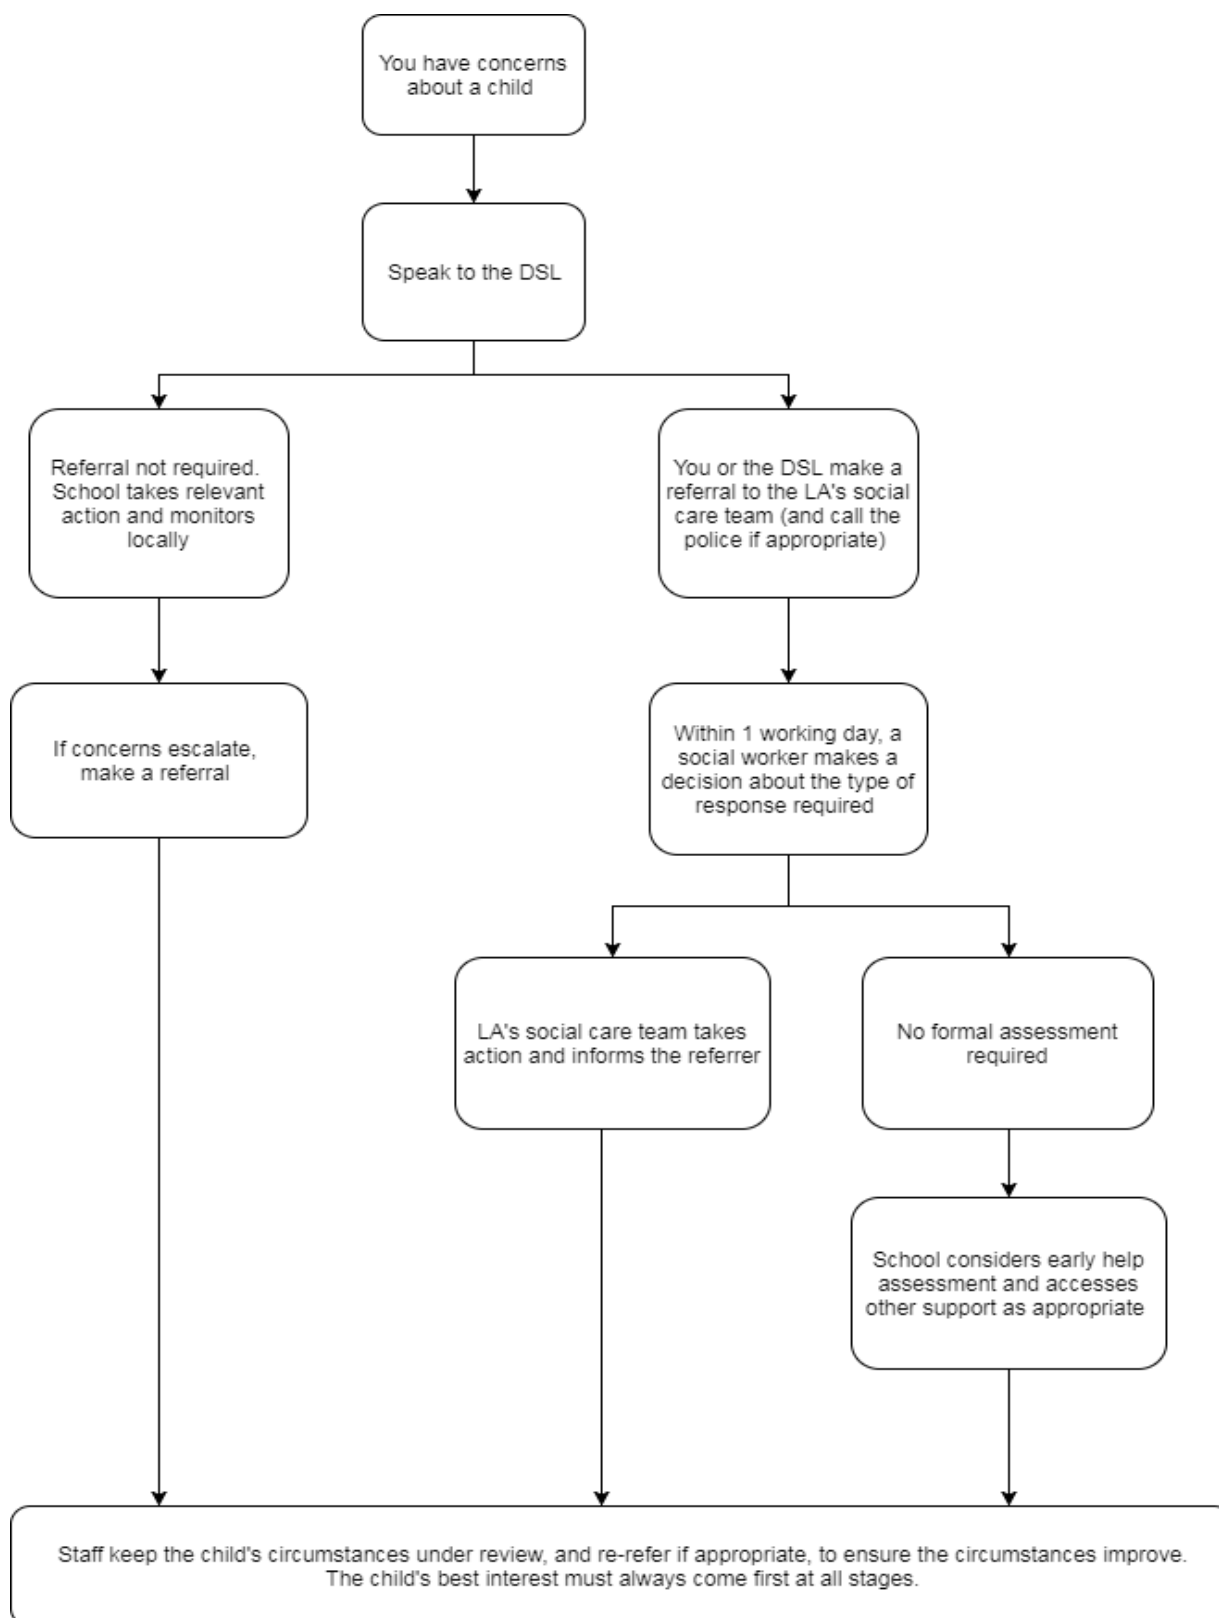 You have concerns
about a child
Speak to the DSL
Referral not required.
School takes relevant
action and monitors
locally
You or the DSL make a
referral to the LA's social
care team (and call the
police if appropriate)
If concerns escalate,
make a referral
Within 1 working day, a
social worker makes a
decision about the type of
response required
LA's social care team takes
action and informs the referrer
No formal assessment
required
School considers early help
assessment and accesses
other support as appropriate
Staff keep the child's circumstances under review, and re-refer if appropriate, to ensure the circumstances improve.
The child's best interest must always come first at all stages.